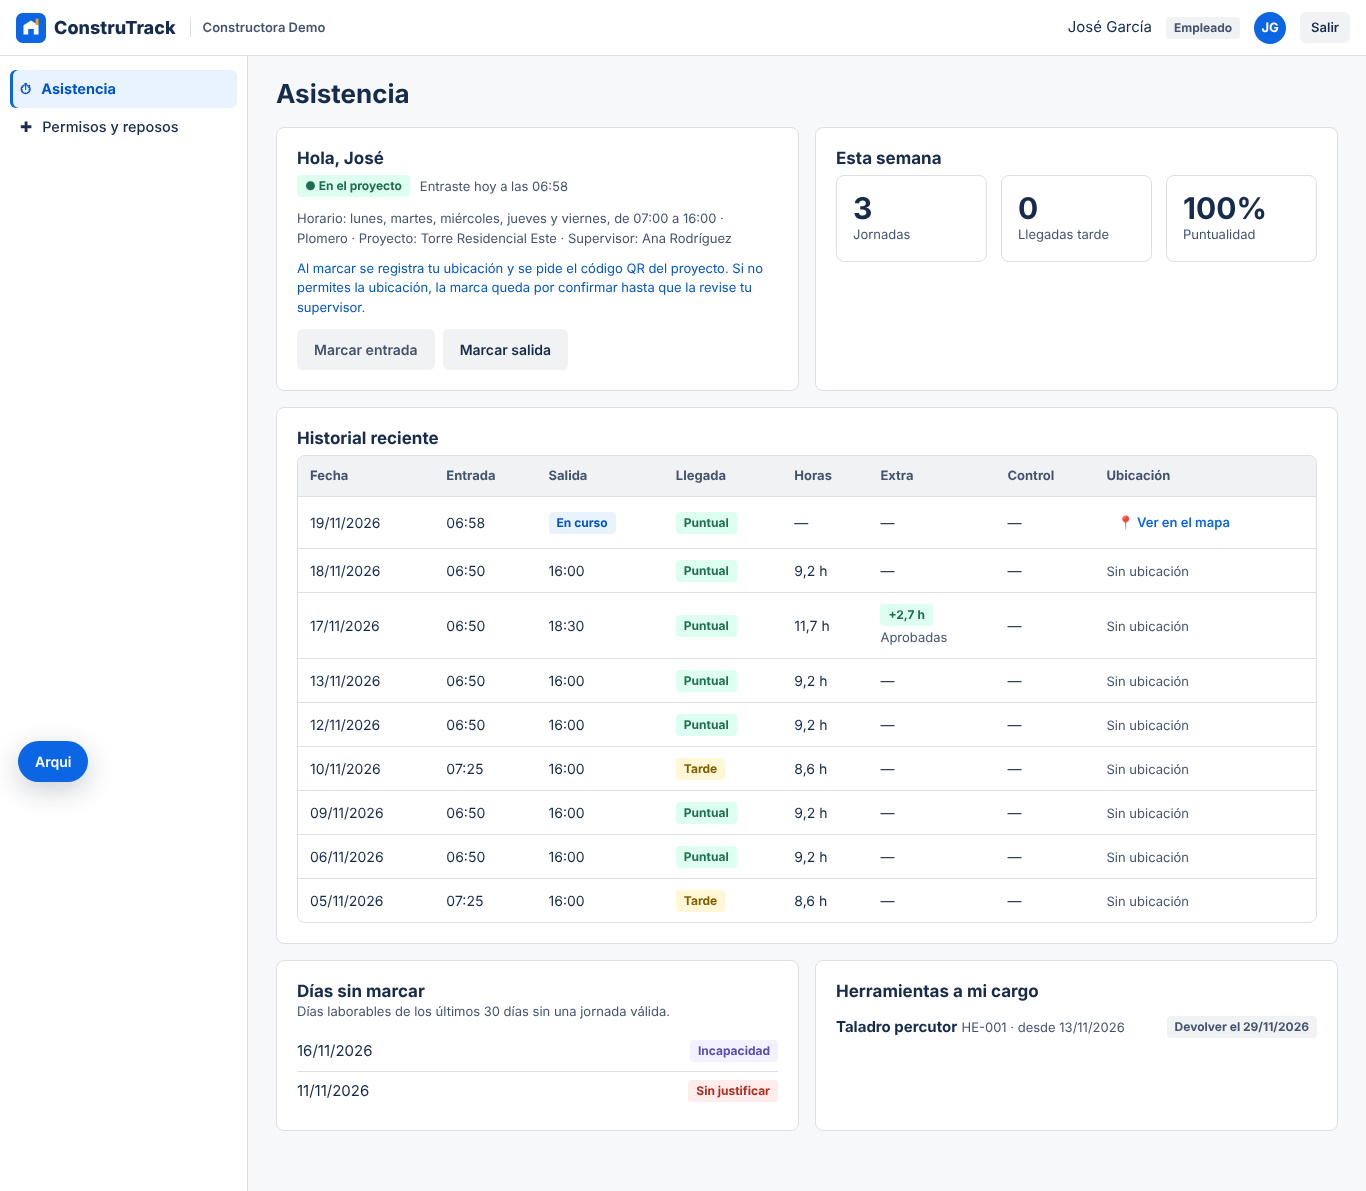 ConstruTrack
Constructora Demo
José García
Empleado
JG
Salir
Asistencia
Permisos y reposos
Arqui
Asistencia
Hola, José
En el proyecto
Entraste hoy a las 06:58
Horario: lunes, martes, miércoles, jueves y viernes, de 07:00 a 16:00 ·
Plomero · Proyecto: Torre Residencial Este · Supervisor: Ana Rodríguez
Al marcar se registra tu ubicación y se pide el código QR del proyecto. Si no
permites la ubicación, la marca queda por confirmar hasta que la revise tu
supervisor.
Marcar entrada
Marcar salida
Esta semana
3
Jornadas
0
Llegadas tarde
100%
Puntualidad
Historial reciente
Fecha Entrada Salida Llegada Horas Extra Control Ubicación
19/11/2026 06:58 En curso Puntual — — — Ver en el mapa
18/11/2026 06:50 16:00 Puntual 9,2 h — — Sin ubicación
17/11/2026 06:50 18:30 Puntual 11,7 h +2,7 h Aprobadas — Sin ubicación
13/11/2026 06:50 16:00 Puntual 9,2 h — — Sin ubicación
12/11/2026 06:50 16:00 Puntual 9,2 h — — Sin ubicación
10/11/2026 07:25 16:00 Tarde 8,6 h — — Sin ubicación
09/11/2026 06:50 16:00 Puntual 9,2 h — — Sin ubicación
06/11/2026 06:50 16:00 Puntual 9,2 h — — Sin ubicación
05/11/2026 07:25 16:00 Tarde 8,6 h — — Sin ubicación
Días sin marcar
Días laborables de los últimos 30 días sin una jornada válida.
16/11/2026 Incapacidad
11/11/2026 Sin justificar
Herramientas a mi cargo
Taladro percutor HE-001 · desde 13/11/2026 Devolver el 29/11/2026